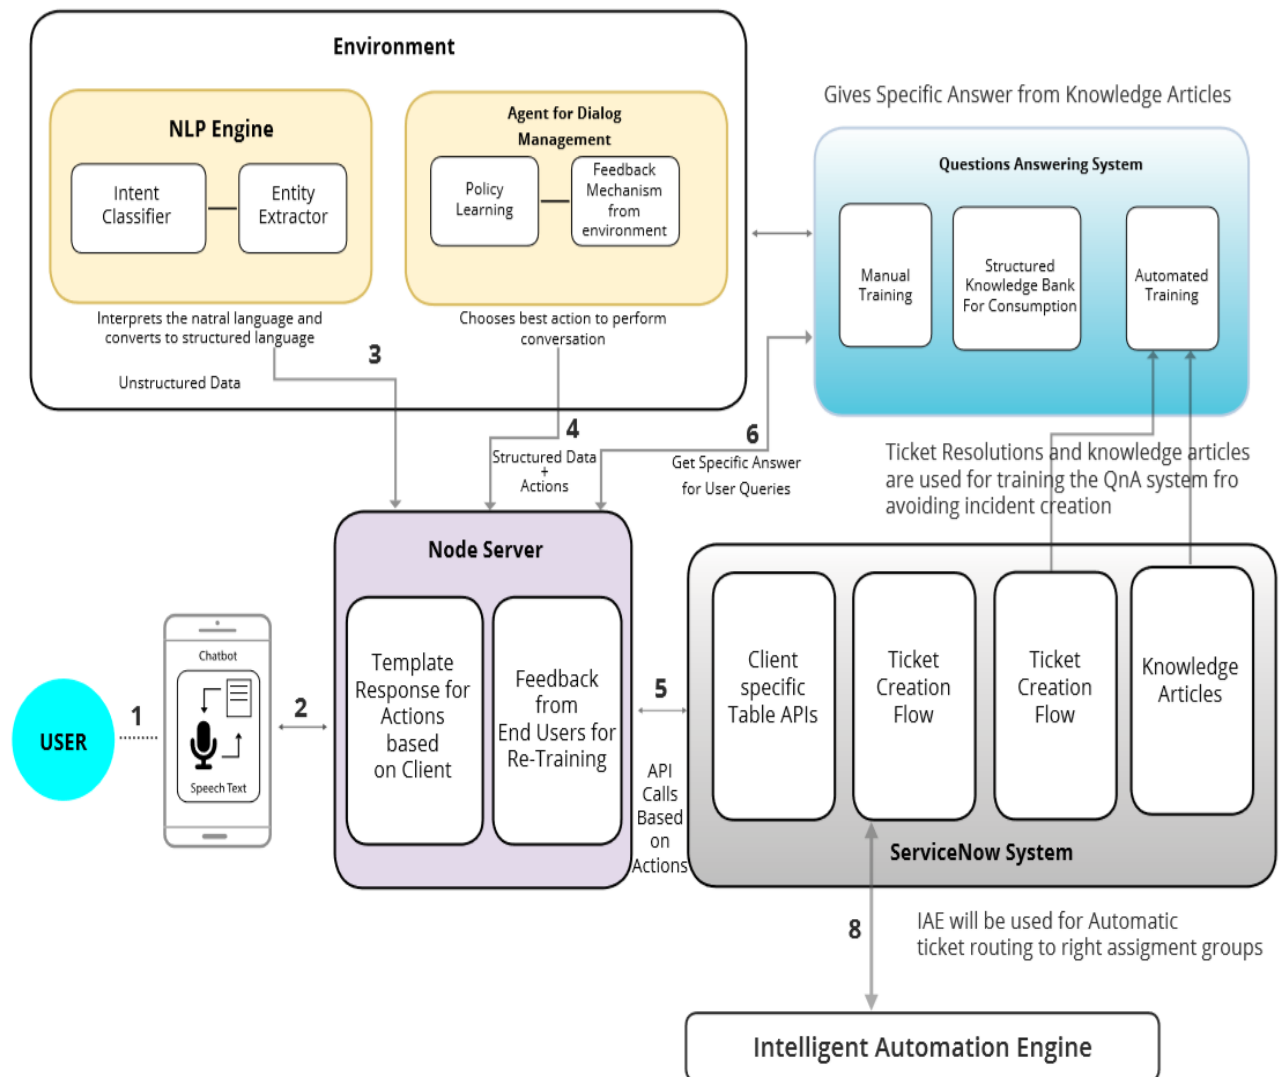 Environment
NLP Engine
Intent
Classifier
Entity
Extractor
Interprets the natral language and
converts to structured language
Unstructured Data
3
Agent for Dialog
Management
Policy
Learning
Feedback
Mechanism
from
environment
Chooses best action to perform
conversation
4
Structured Data
+
Actions
Gives Specific Answer from Knowledge Articles
Questions Answering System
Manual
Training
Structured
Knowledge Bank
For Consumption
Automated
Training
6
Get Specific Answer
for User Queries
Ticket Resolutions and knowledge articles
are used for training the QnA system fro
avoiding incident creation
USER
1
Chatbot
Speech Text
2
Node Server
Template
Response for
Actions
based
on Client
Feedback
from
End Users for
Re-Training
5
API
Calls
Based
on
Actions
Client
specific
Table APIs
Ticket
Creation
Flow
Ticket
Creation
Flow
Knowledge
Articles
ServiceNow System
8
IAE will be used for Automatic
ticket routing to right assigment groups
Intelligent Automation Engine